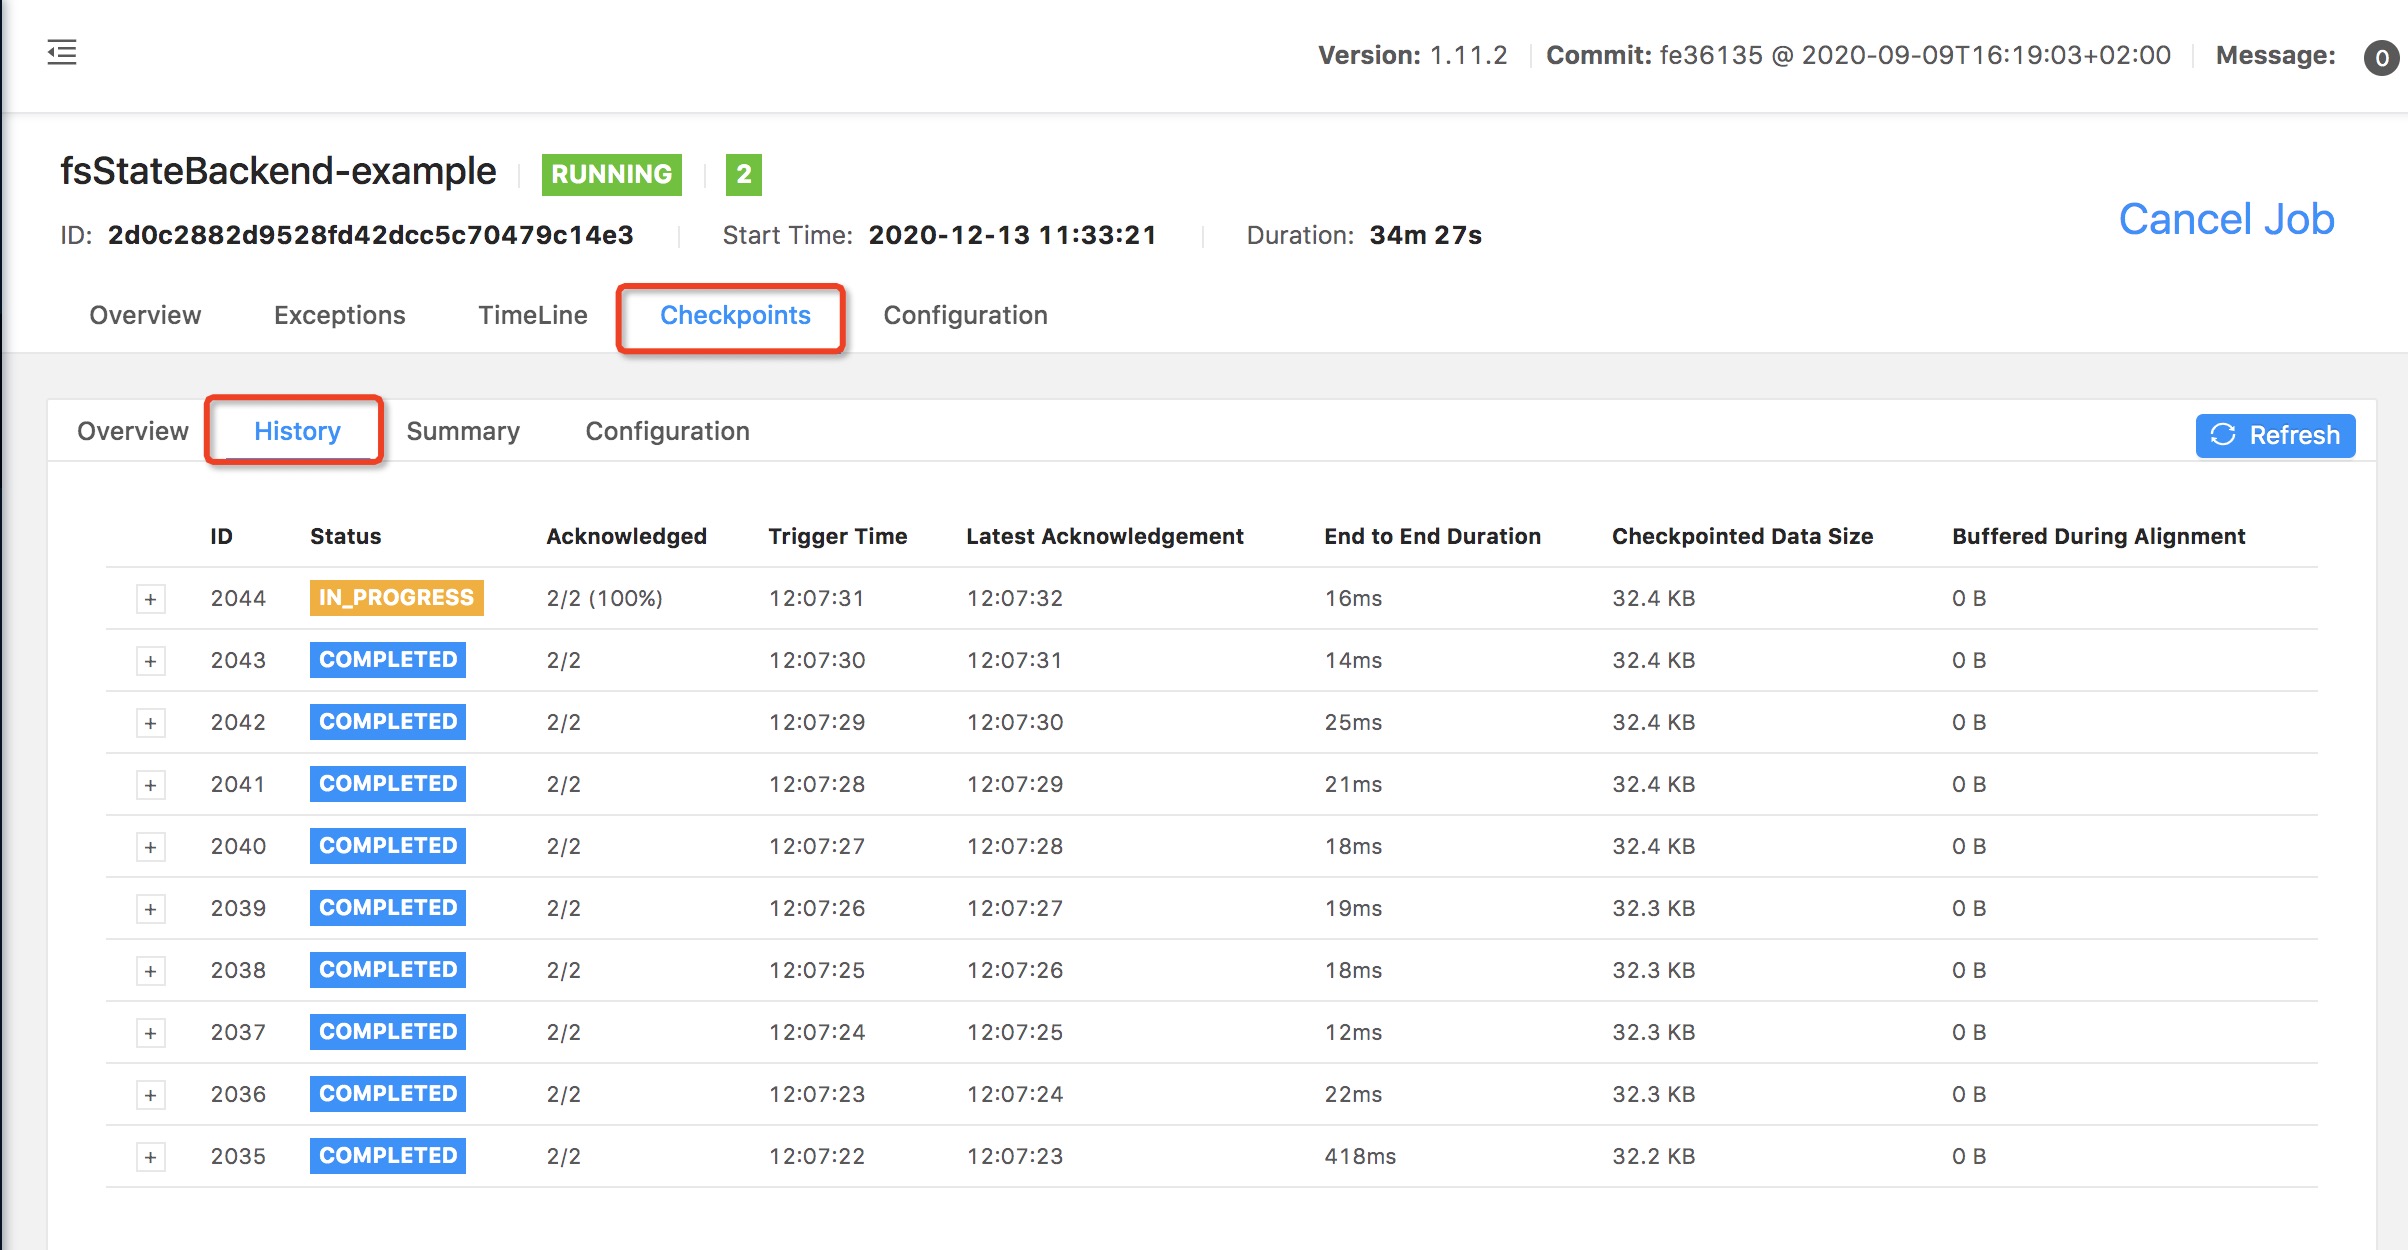 Version: 1.11.2 Commit: fe36135 @ 2020-09-09T16:19:03+02:00 Message: 0
fsStateBackend-example RUNNING 2
ID: 2d0c2882d9528fd42dcc5c70479c14e3 Start Time: 2020-12-13 11:33:21 Duration: 34m 27s
Cancel Job
Overview Exceptions TimeLine Checkpoints Configuration
Overview History Summary Configuration Refresh
ID Status Acknowledged Trigger Time Latest Acknowledgement End to End Duration Checkpointed Data Size Buffered During Alignment
+ 2044 IN_PROGRESS 2/2 (100%) 12:07:31 12:07:32 16ms 32.4 KB 0 B
+ 2043 COMPLETED 2/2 12:07:30 12:07:31 14ms 32.4 KB 0 B
+ 2042 COMPLETED 2/2 12:07:29 12:07:30 25ms 32.4 KB 0 B
+ 2041 COMPLETED 2/2 12:07:28 12:07:29 21ms 32.4 KB 0 B
+ 2040 COMPLETED 2/2 12:07:27 12:07:28 18ms 32.4 KB 0 B
+ 2039 COMPLETED 2/2 12:07:26 12:07:27 19ms 32.3 KB 0 B
+ 2038 COMPLETED 2/2 12:07:25 12:07:26 18ms 32.3 KB 0 B
+ 2037 COMPLETED 2/2 12:07:24 12:07:25 12ms 32.3 KB 0 B
+ 2036 COMPLETED 2/2 12:07:23 12:07:24 22ms 32.3 KB 0 B
+ 2035 COMPLETED 2/2 12:07:22 12:07:23 418ms 32.2 KB 0 B